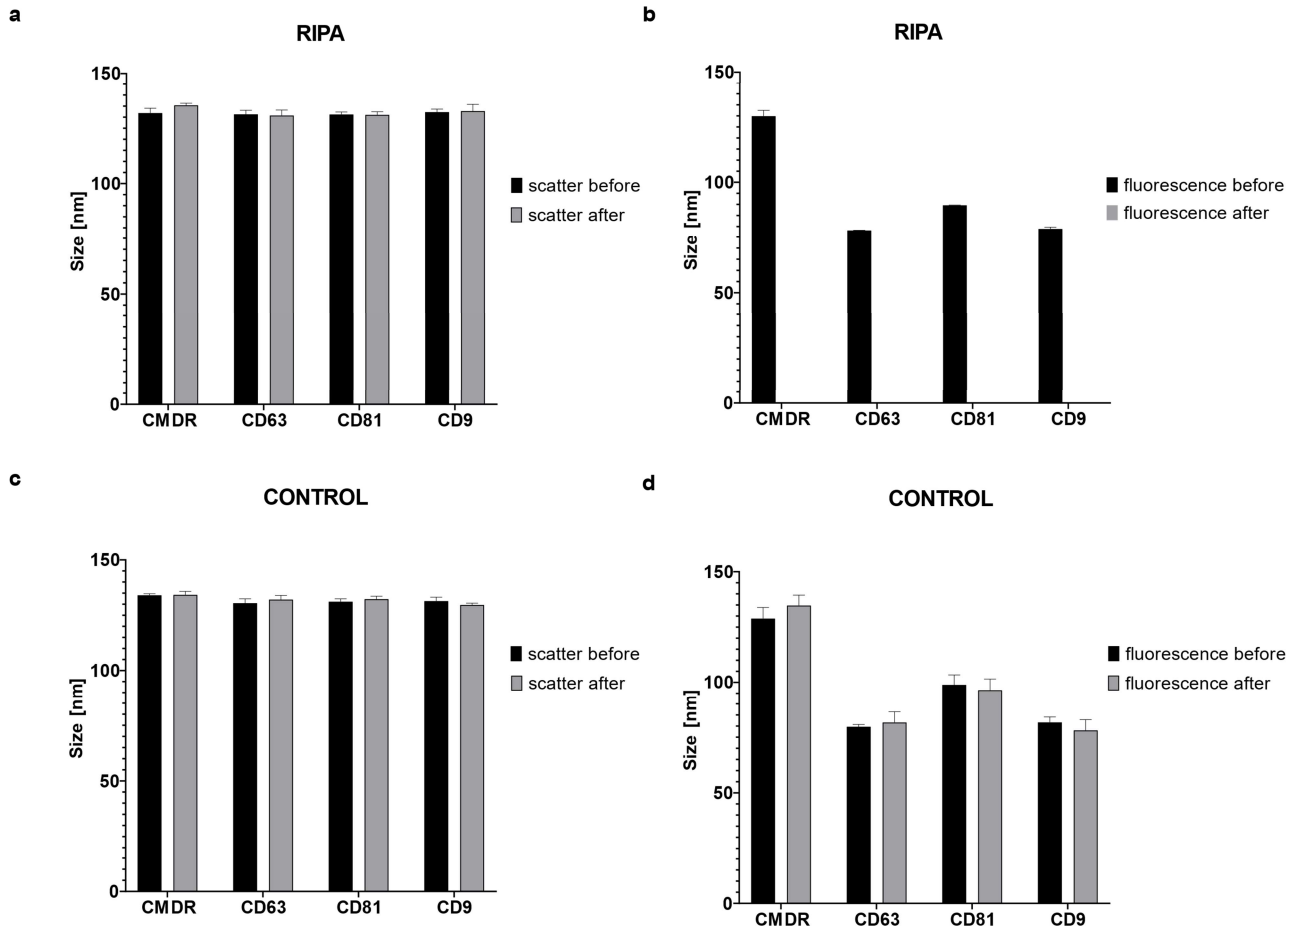 a
RIPA
150
100
50
0
Size [nm]
CMDR CD63 CD81 CD9
scatter before
scatter after
b
RIPA
150
100
50
0
Size [nm]
CMDR CD63 CD81 CD9
fluorescence before
fluorescence after
c
CONTROL
150
100
50
0
Size [nm]
CMDR CD63 CD81 CD9
scatter before
scatter after
d
CONTROL
150
100
50
0
Size [nm]
CMDR CD63 CD81 CD9
fluorescence before
fluorescence after